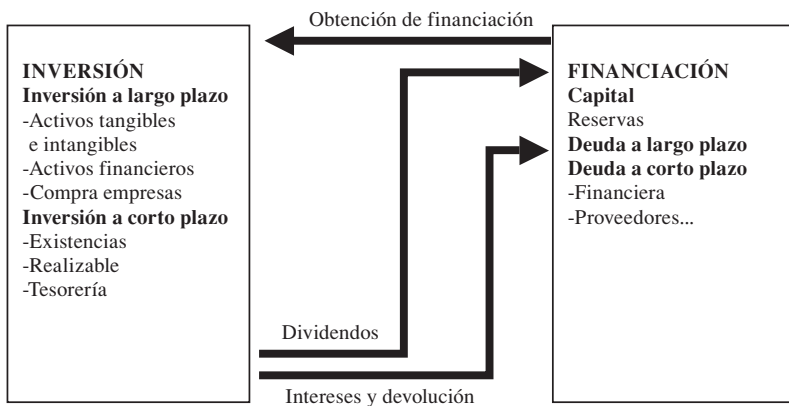 Obtención de financiación
INVERSIÓN
Inversión a largo plazo
-Activos tangibles
e intangibles
-Activos financieros
-Compra empresas
Inversión a corto plazo
-Existencias
-Realizable
-Tesorería
FINANCIACIÓN
Capital
Reservas
Deuda a largo plazo
Deuda a corto plazo
-Financiera
-Proveedores...
Dividendos
Intereses y devolución